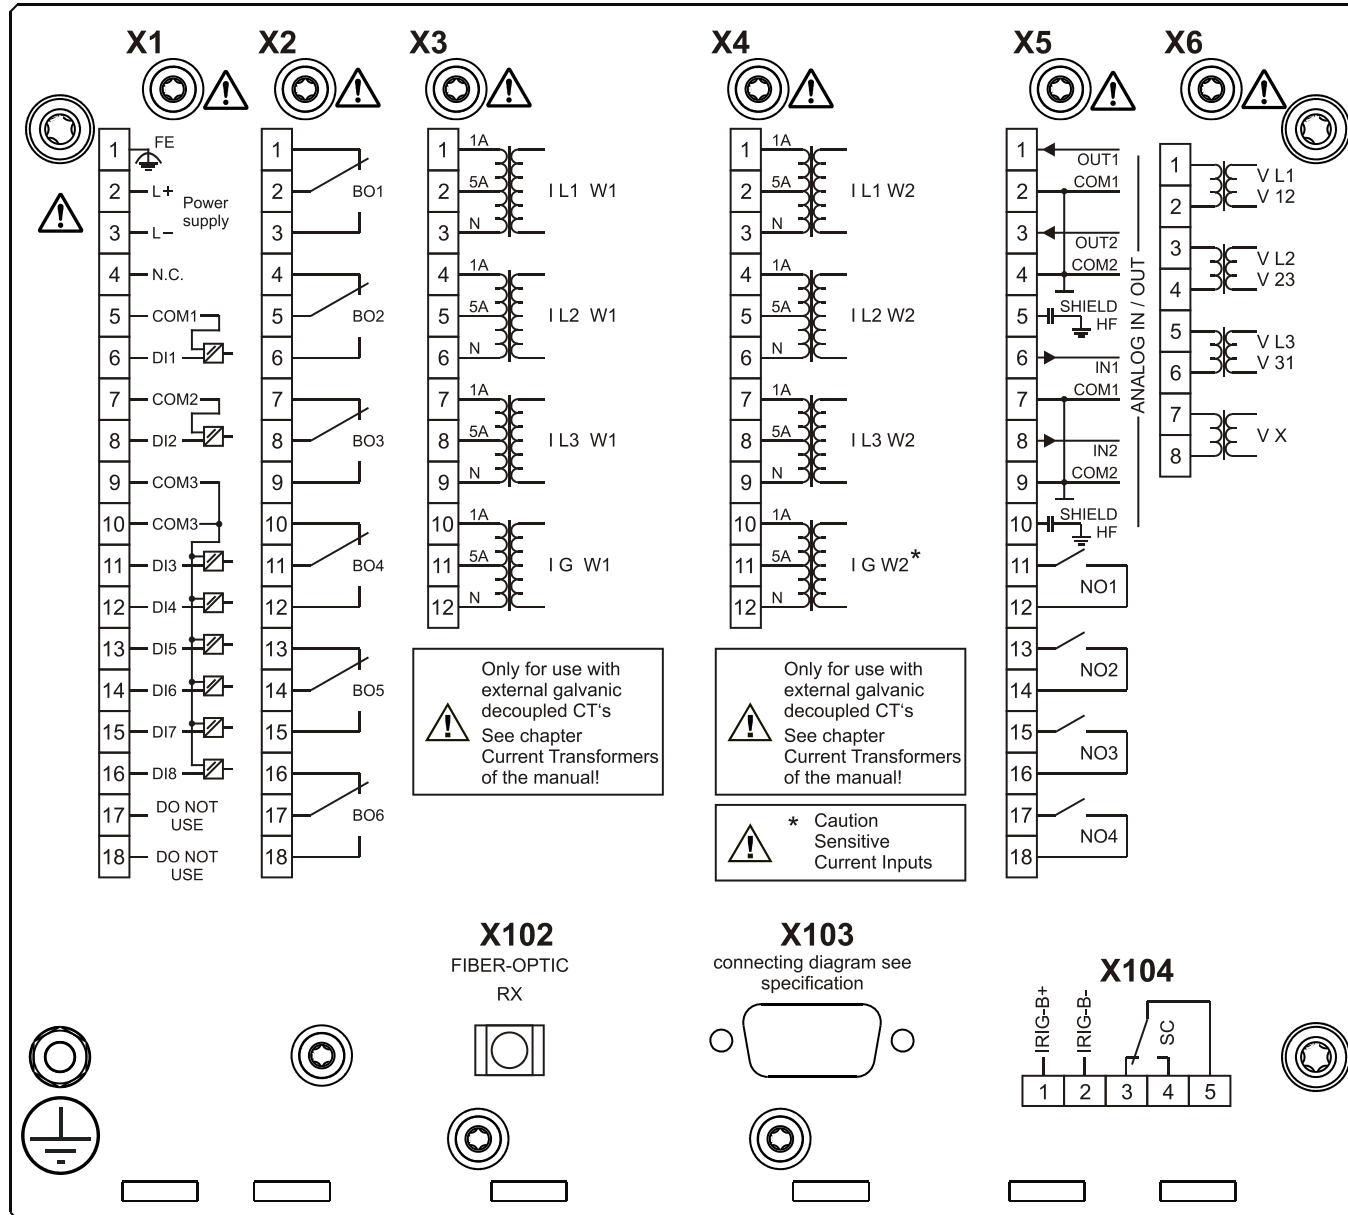 X1
X2
X3
X4
X5
X6
1 FE
2 L+
Power
supply
3 L–
4 N.C.
5 COM1
6 DI1
7 COM2
8 DI2
9 COM3
10 COM3
11 DI3
12 DI4
13 DI5
14 DI6
15 DI7
16 DI8
17 DO NOT
USE
18 DO NOT
USE
1
2 BO1
3
4
5 BO2
6
7
8 BO3
9
10
11 BO4
12
13
14 BO5
15
16
17 BO6
18
1 1A
2 5A I L1 W1
3 N
4 1A
5 5A I L2 W1
6 N
7 1A
8 5A I L3 W1
9 N
10 1A
11 5A I G W1
12 N
Only for use with
external galvanic
decoupled CT's
See chapter
Current Transformers
of the manual!
1 1A
2 5A I L1 W2
3 N
4 1A
5 5A I L2 W2
6 N
7 1A
8 5A I L3 W2
9 N
10 1A
11 5A I G W2*
12 N
Only for use with
external galvanic
decoupled CT's
See chapter
Current Transformers
of the manual!
* Caution
Sensitive
Current Inputs
1 OUT1
2 COM1
3 OUT2
4 COM2
5 SHIELD
HF
6 IN1
7 COM1
8 IN2
9 COM2
10 SHIELD
HF
ANALOG IN / OUT
11
NO1
12
13
NO2
14
15
NO3
16
17
NO4
18
1 V L1
2 V 12
3 V L2
4 V 23
5 V L3
6 V 31
7
V X
8
X102
FIBER-OPTIC
RX
X103
connecting diagram see
specification
X104
IRIG-B+
IRIG-B-
SC
1 2 3 4 5